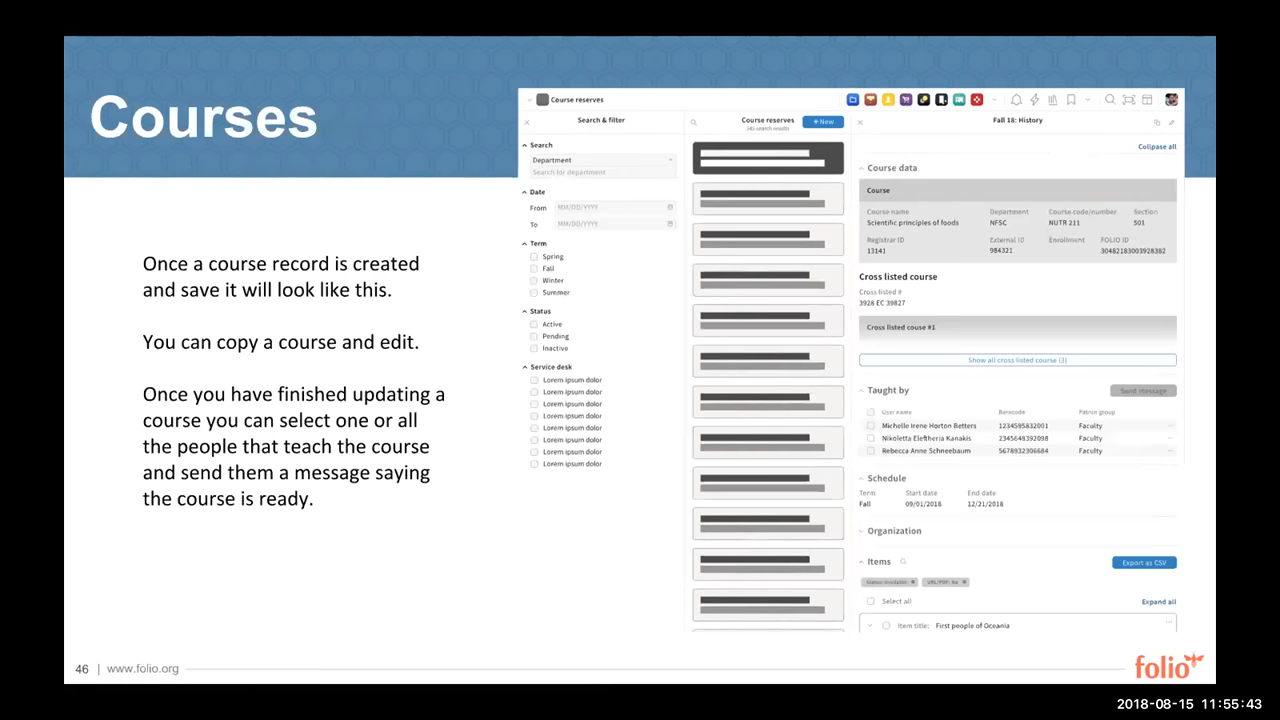 Courses
Once a course record is created
and save it will look like this.
You can copy a course and edit.
Once you have finished updating a
course you can select one or all
the people that teach the course
and send them a message saying
the course is ready.
Course reserves
Search & filter
Search
Department
Search for department
Date
From MM/DD/YYYY
To MM/DD/YYYY
Term
Spring
Fall
Winter
Summer
Status
Active
Pending
Inactive
Service desk
Lorem ipsum dolor
Lorem ipsum dolor
Lorem ipsum dolor
Lorem ipsum dolor
Lorem ipsum dolor
Lorem ipsum dolor
Lorem ipsum dolor
Lorem ipsum dolor
Course reserves
345 search results
+ New
Fall 18: History
Collpase all
Course data
Course
Course name Department Course code/number Section
Scientific principles of foods NFSC NUTR 211 501
Registrar ID External ID Enrollment FOLIO ID
13141 984321 30482183003928382
Cross listed course
Cross listed #
3928 EC 39827
Cross listed couse #1
Show all cross listed course (3)
Taught by Send message
User name Barecode Patron group
Michelle Irene Horton Betters 1234595832001 Faculty
Nikoletta Eleftheria Kanakis 2345648392098 Faculty
Rebecca Anne Schneebaum 5678932306684 Faculty
Schedule
Term Start date End date
Fall 09/01/2018 12/21/2018
Organization
Items Export as CSV
Status: Available URL/PDF: No
Select all Expand all
Item title: First people of Oceania
46 | www.folio.org
folio
2018-08-15 11:55:43